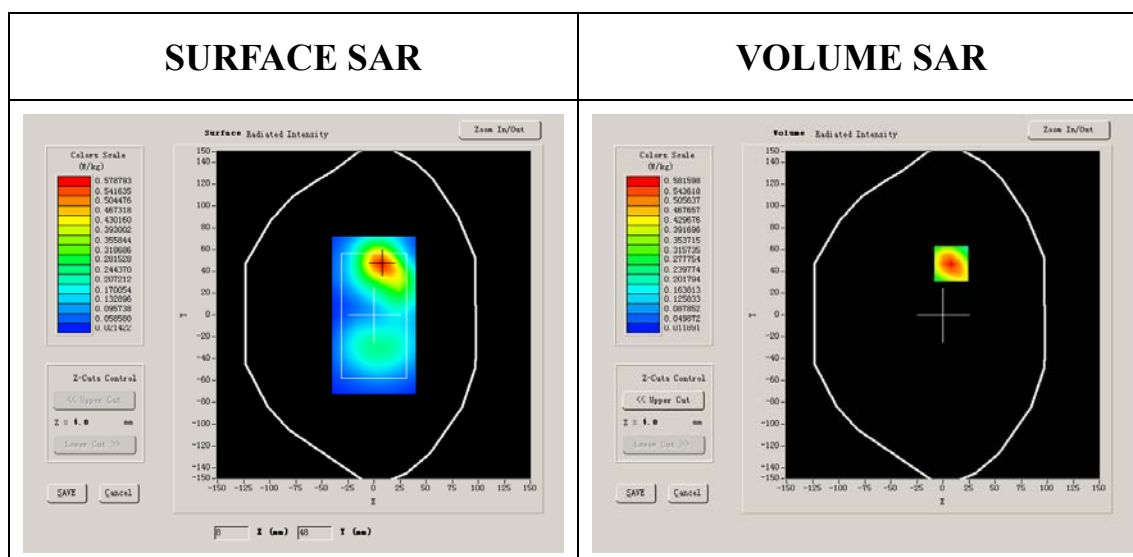 SURFACE SAR
VOLUME SAR
Surface Radiated Intensity
Zoom In/Out
Colors Scale
(W/kg)
0.578793
0.541635
0.504476
0.467318
0.430160
0.393002
0.355844
0.318686
0.281528
0.244370
0.207212
0.170054
0.132896
0.095738
0.058580
0.021422
150
140
120
100
80
60
40
20
0
-20
-40
-60
-80
-100
-120
-140
-150
Y
-150 -125 -100 -75 -50 -25 0 25 50 75 100 125 150
X
Z-Cuts Control
<< Upper Cut
Z = 4.0 mm
Lower Cut >>
SAVE
Cancel
8 X (mm) 48 Y (mm)
Volume Radiated Intensity
Zoom In/Out
Colors Scale
(W/kg)
0.581598
0.543618
0.505637
0.467657
0.429676
0.391696
0.353715
0.315735
0.277754
0.239774
0.201794
0.163813
0.125833
0.087852
0.049872
0.011891
150
140
120
100
80
60
40
20
0
-20
-40
-60
-80
-100
-120
-140
-150
Y
-150 -125 -100 -75 -50 -25 0 25 50 75 100 125 150
X
Z-Cuts Control
<< Upper Cut
Z = 4.0 mm
Lower Cut >>
SAVE
Cancel